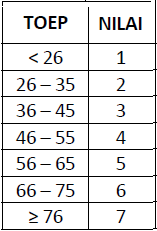 TOEP NILAI
< 26 1
26 – 35 2
36 – 45 3
46 – 55 4
56 – 65 5
66 – 75 6
≥ 76 7